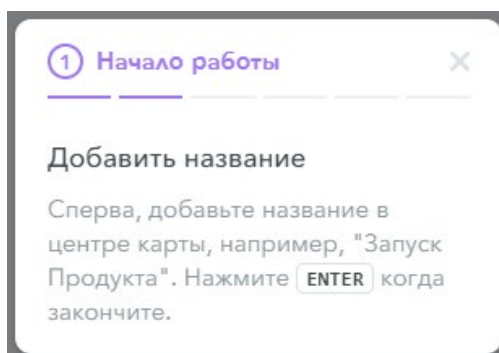 1 Начало работы
Добавить название
Сперва, добавьте название в
центре карты, например, "Запуск
Продукта". Нажмите ENTER когда
закончите.